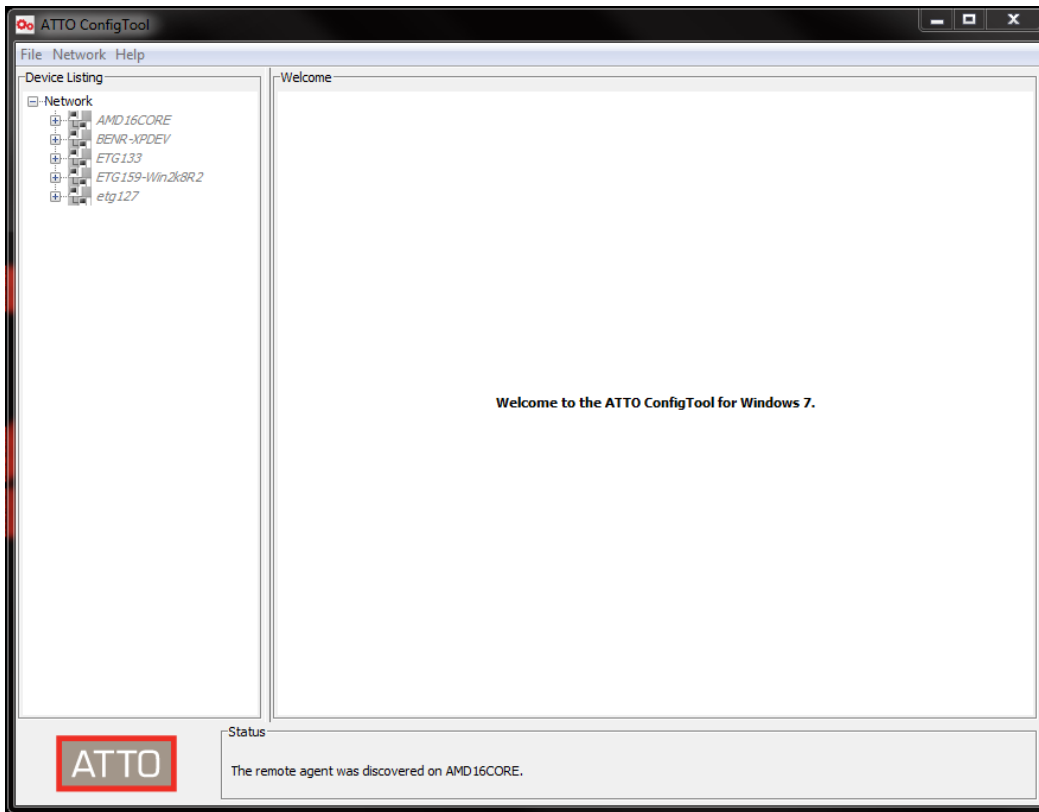 ATTO ConfigTool
File Network Help
Device Listing
Welcome
Network
AMD16CORE
BENR-XPDEV
ETG133
ETG159-Win2k8R2
etg127
Welcome to the ATTO ConfigTool for Windows 7.
ATTO
Status
The remote agent was discovered on AMD16CORE.